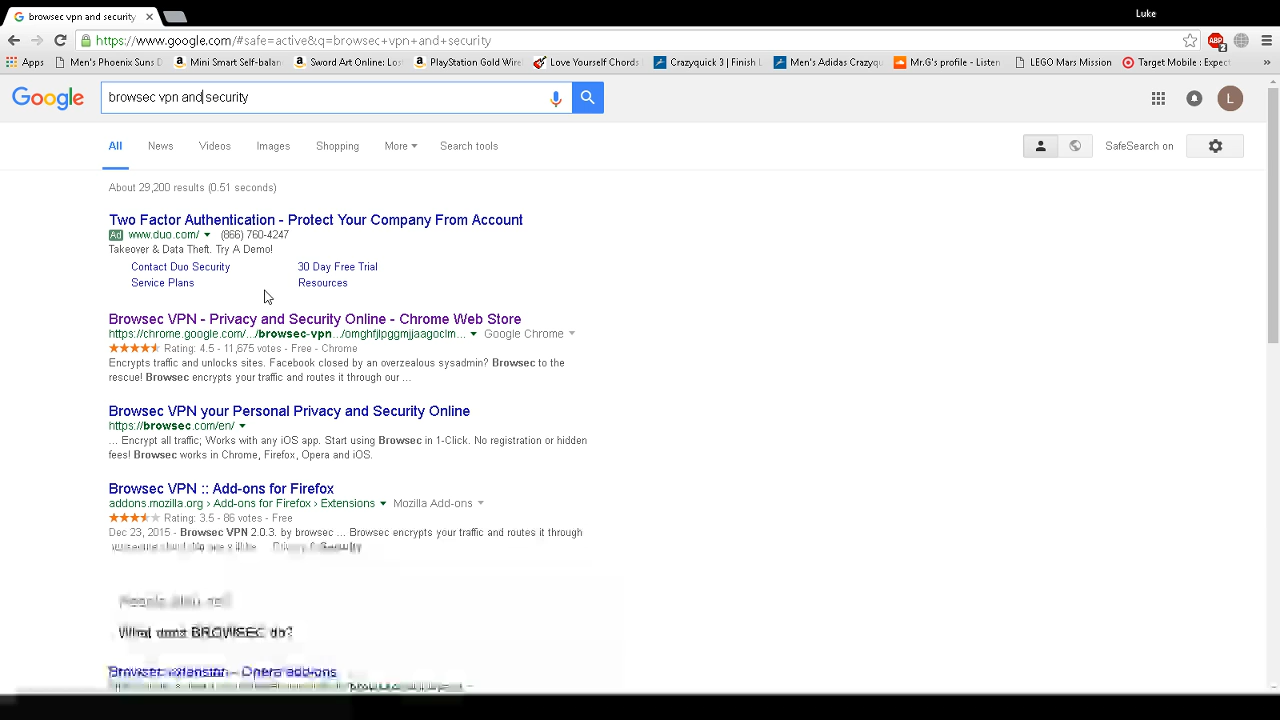 browsec vpn and security
Luke
https://www.google.com/#safe=active&q=browsec+vpn+and+security
2
Apps Men's Phoenix Suns D Mini Smart Self-balan Sword Art Online: Los PlayStation Gold Wire Love Yourself Chords Crazyquick 3 | Finish L Men's Adidas Crazyqu Mr.G's profile - Listen LEGO Mars Mission Target Mobile : Expect »
Google browsec vpn and security L
All News Videos Images Shopping More Search tools SafeSearch on
About 29,200 results (0.51 seconds)
Two Factor Authentication - Protect Your Company From Account
Ad www.duo.com/ (866) 760-4247
Takeover & Data Theft. Try A Demo!
Contact Duo Security 30 Day Free Trial
Service Plans Resources
Browsec VPN - Privacy and Security Online - Chrome Web Store
https://chrome.google.com/.../browsec-vpn.../omghfjlpggmjjaagoclm... Google Chrome
Rating: 4.5 - 11,675 votes - Free - Chrome
Encrypts traffic and unlocks sites. Facebook closed by an overzealous sysadmin? Browsec to the
rescue! Browsec encrypts your traffic and routes it through our ...
Browsec VPN your Personal Privacy and Security Online
https://browsec.com/en/
... Encrypt all traffic; Works with any iOS app. Start using Browsec in 1-Click. No registration or hidden
fees! Browsec works in Chrome, Firefox, Opera and iOS.
Browsec VPN :: Add-ons for Firefox
addons.mozilla.org › Add-ons for Firefox › Extensions Mozilla Add-ons
Rating: 3.5 - 86 votes - Free
Dec 23, 2015 - Browsec VPN 2.0.3. by browsec ... Browsec encrypts your traffic and routes it through
Security
What does BROWSEC do?
Browsec extension - Opera add-ons